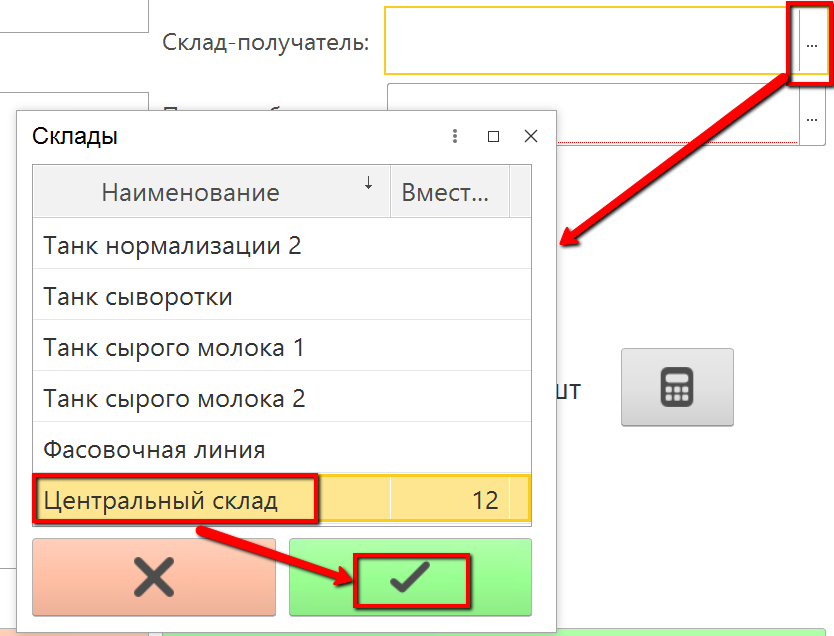 Склад-получатель:
...
...
Склады
Наименование ↓ Вмест...
Танк нормализации 2
Танк сыворотки
Танк сырого молока 1
Танк сырого молока 2
Фасовочная линия
Центральный склад 12
шт